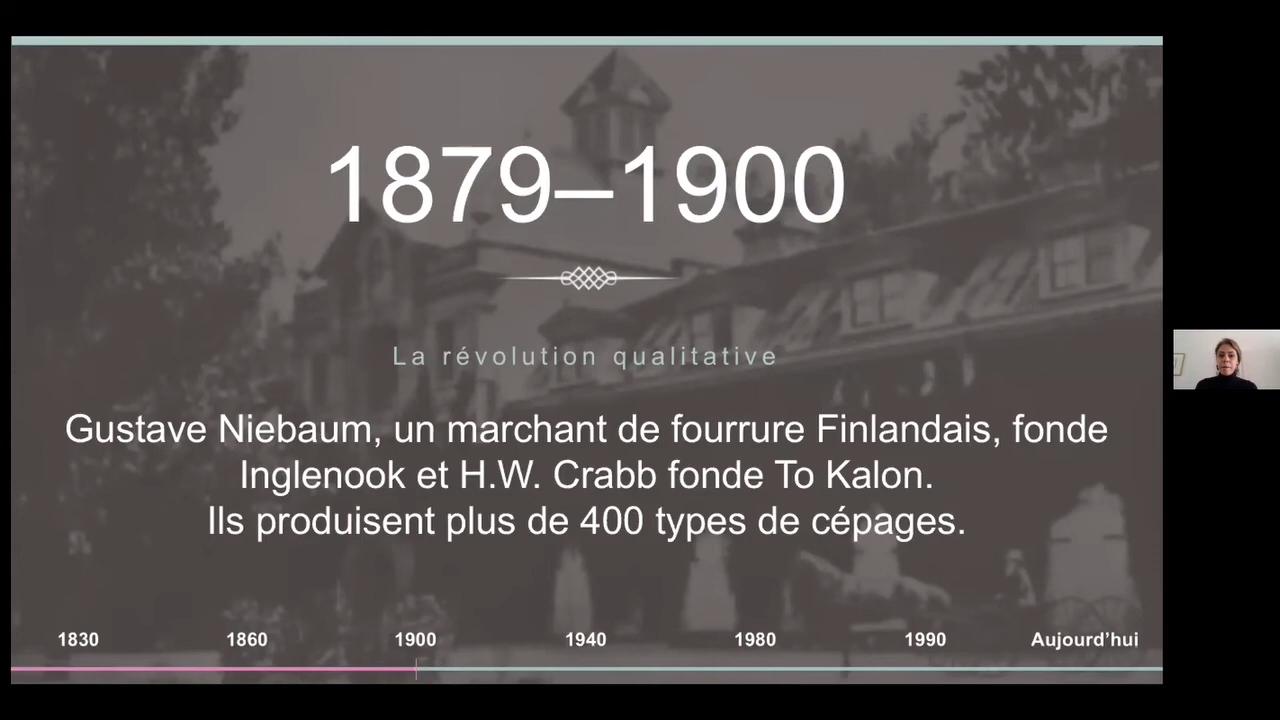 1879–1900
La révolution qualitative
Gustave Niebaum, un marchant de fourrure Finlandais, fonde
Inglenook et H.W. Crabb fonde To Kalon.
Ils produisent plus de 400 types de cépages.
1830 1860 1900 1940 1980 1990 Aujourd'hui